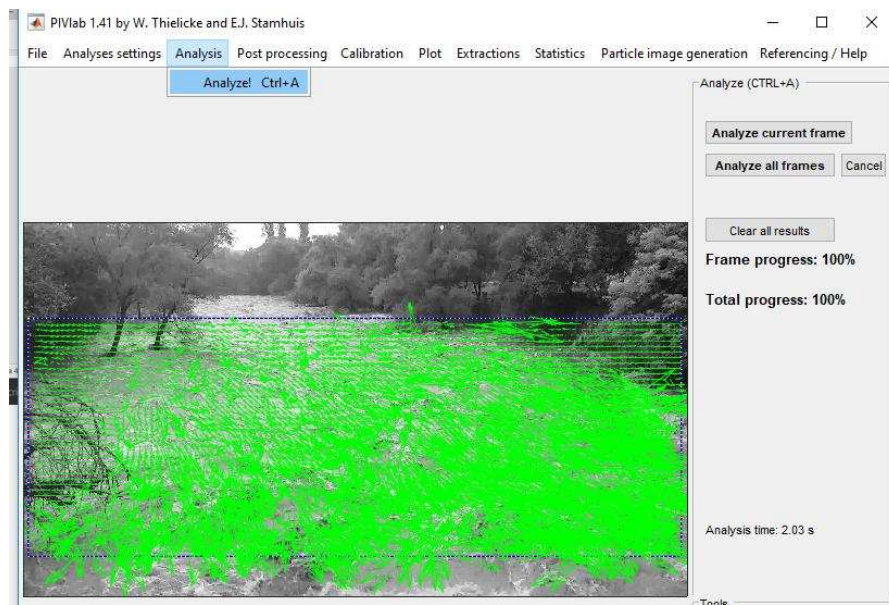 PIVlab 1.41 by W. Thielicke and E.J. Stamhuis
File Analyses settings Analysis Post processing Calibration Plot Extractions Statistics Particle image generation Referencing / Help
Analyze! Ctrl+A
Analyze (CTRL+A)
Analyze current frame
Analyze all frames Cancel
Clear all results
Frame progress: 100%
Total progress: 100%
Analysis time: 2.03 s
Tools